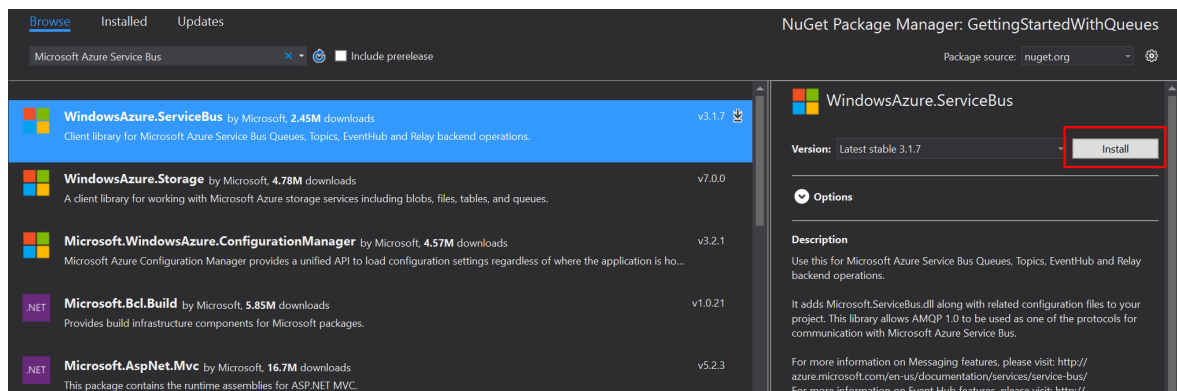 Browse Installed Updates
NuGet Package Manager: GettingStartedWithQueues
Microsoft Azure Service Bus
Include prerelease
Package source: nuget.org
WindowsAzure.ServiceBus by Microsoft, 2.45M downloads v3.1.7
Client library for Microsoft Azure Service Bus Queues, Topics, EventHub and Relay backend operations.
WindowsAzure.Storage by Microsoft, 4.78M downloads v7.0.0
A client library for working with Microsoft Azure storage services including blobs, files, tables, and queues.
Microsoft.WindowsAzure.ConfigurationManager by Microsoft, 4.57M downloads v3.2.1
Microsoft Azure Configuration Manager provides a unified API to load configuration settings regardless of where the application is ho...
.NET
Microsoft.Bcl.Build by Microsoft, 5.85M downloads v1.0.21
Provides build infrastructure components for Microsoft packages.
.NET
Microsoft.AspNet.Mvc by Microsoft, 16.7M downloads v5.2.3
This package contains the runtime assemblies for ASP.NET MVC.
WindowsAzure.ServiceBus
Version: Latest stable 3.1.7 Install
Options
Description
Use this for Microsoft Azure Service Bus Queues, Topics, EventHub and Relay
backend operations.
It adds Microsoft.ServiceBus.dll along with related configuration files to your
project. This library allows AMQP 1.0 to be used as one of the protocols for
communication with Microsoft Azure Service Bus.
For more information on Messaging features, please visit: http://
azure.microsoft.com/en-us/documentation/services/service-bus/
For more information on Event Hub features, please visit: http://